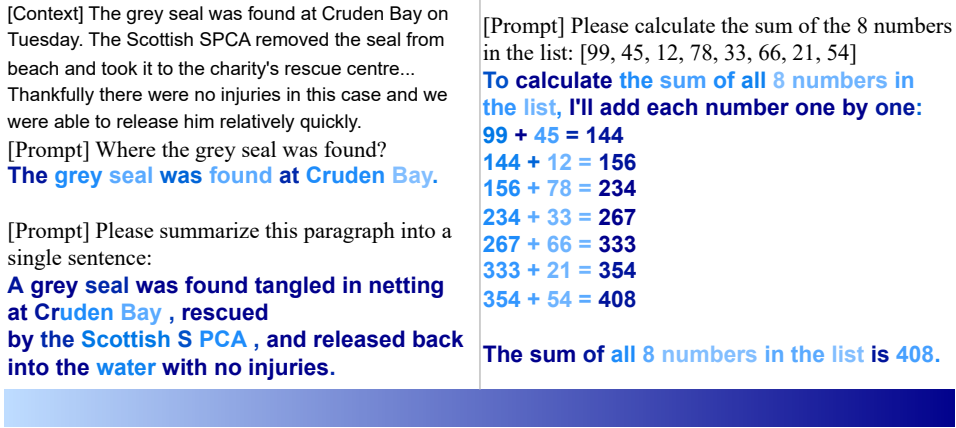 [Context] The grey seal was found at Cruden Bay on
Tuesday. The Scottish SPCA removed the seal from
beach and took it to the charity's rescue centre...
Thankfully there were no injuries in this case and we
were able to release him relatively quickly.
[Prompt] Where the grey seal was found?
The grey seal was found at Cruden Bay.
[Prompt] Please summarize this paragraph into a
single sentence:
A grey seal was found tangled in netting
at Cruden Bay , rescued
by the Scottish S PCA , and released back
into the water with no injuries.
[Prompt] Please calculate the sum of the 8 numbers
in the list: [99, 45, 12, 78, 33, 66, 21, 54]
To calculate the sum of all 8 numbers in
the list, I'll add each number one by one:
99 + 45 = 144
144 + 12 = 156
156 + 78 = 234
234 + 33 = 267
267 + 66 = 333
333 + 21 = 354
354 + 54 = 408
The sum of all 8 numbers in the list is 408.